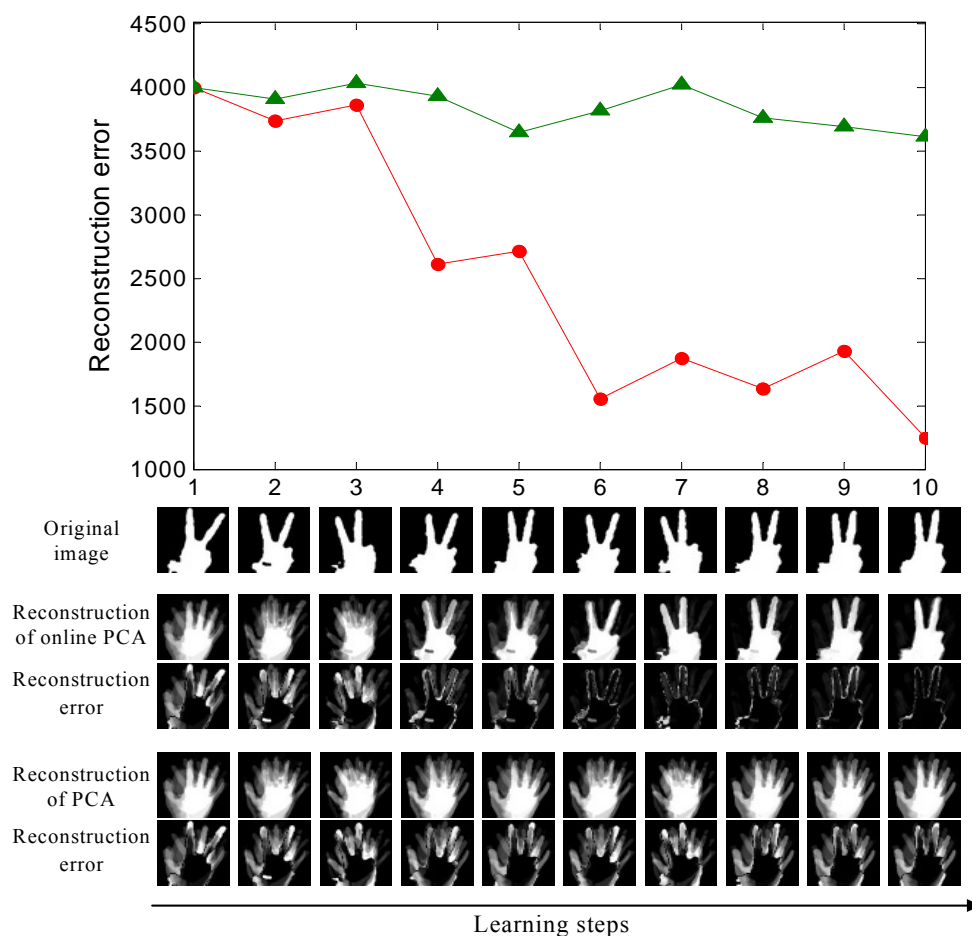 4500
4000
3500
3000
2500
2000
1500
1000
Reconstruction error
1 2 3 4 5 6 7 8 9 10
Original
image
Reconstruction
of online PCA
Reconstruction
error
Reconstruction
of PCA
Reconstruction
error
Learning steps